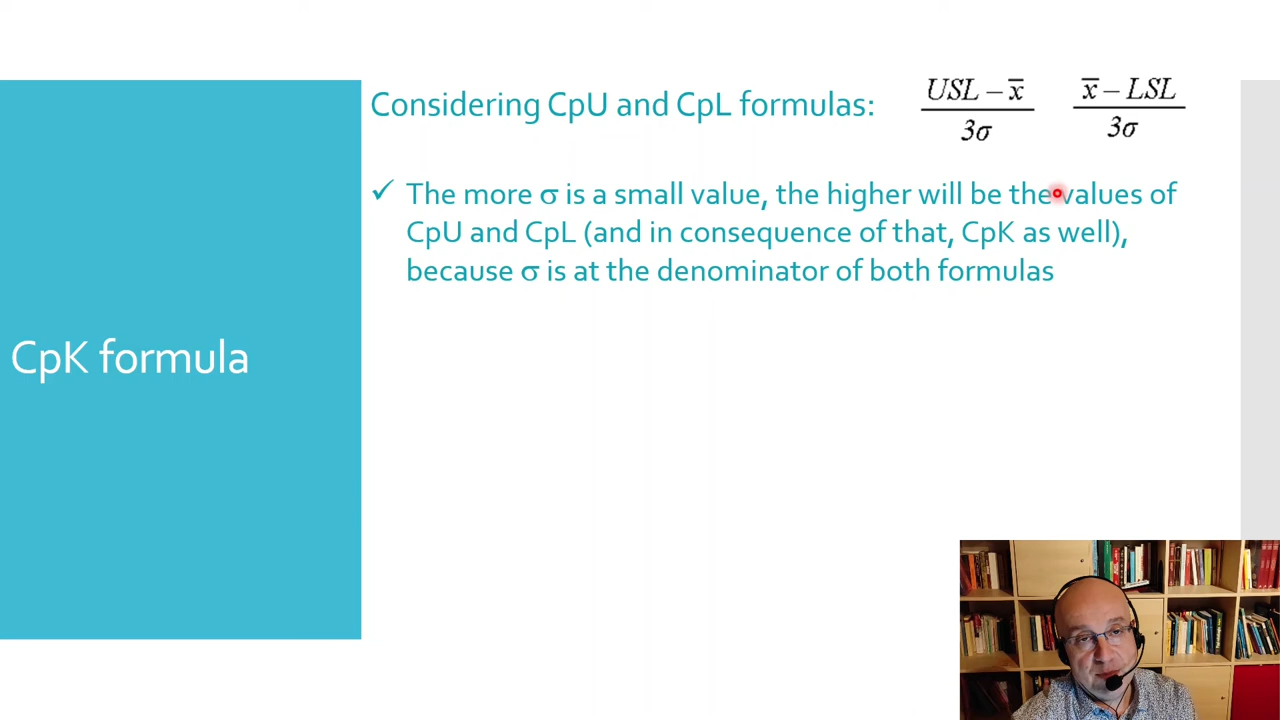 Considering CpU and CpL formulas:
USL – x̅ x̅ – LSL
3σ 3σ
✓ The more σ is a small value, the higher will be the values of
CpU and CpL (and in consequence of that, CpK as well),
because σ is at the denominator of both formulas
CpK formula